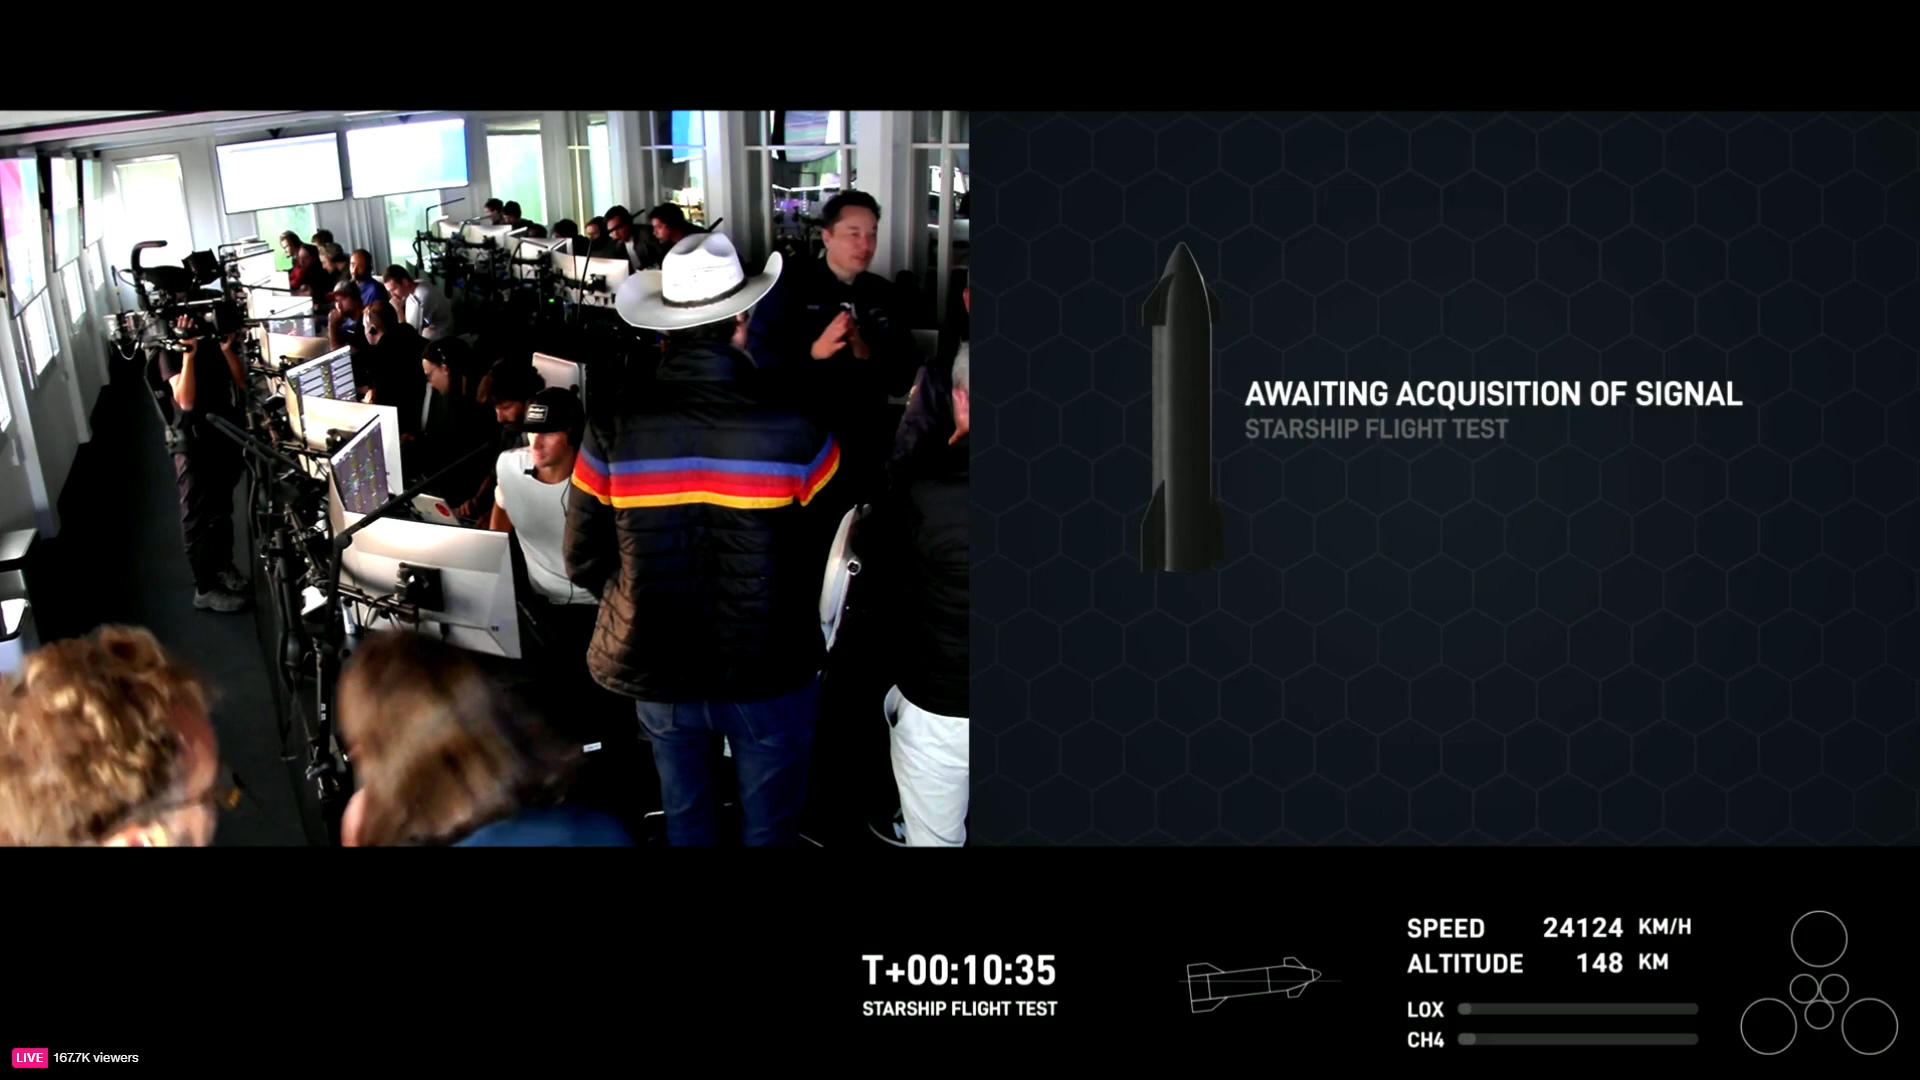 AWAITING ACQUISITION OF SIGNAL
STARSHIP FLIGHT TEST
T+00:10:35
STARSHIP FLIGHT TEST
SPEED 24124 KM/H
ALTITUDE 148 KM
LOX
CH4
LIVE 167.7K viewers